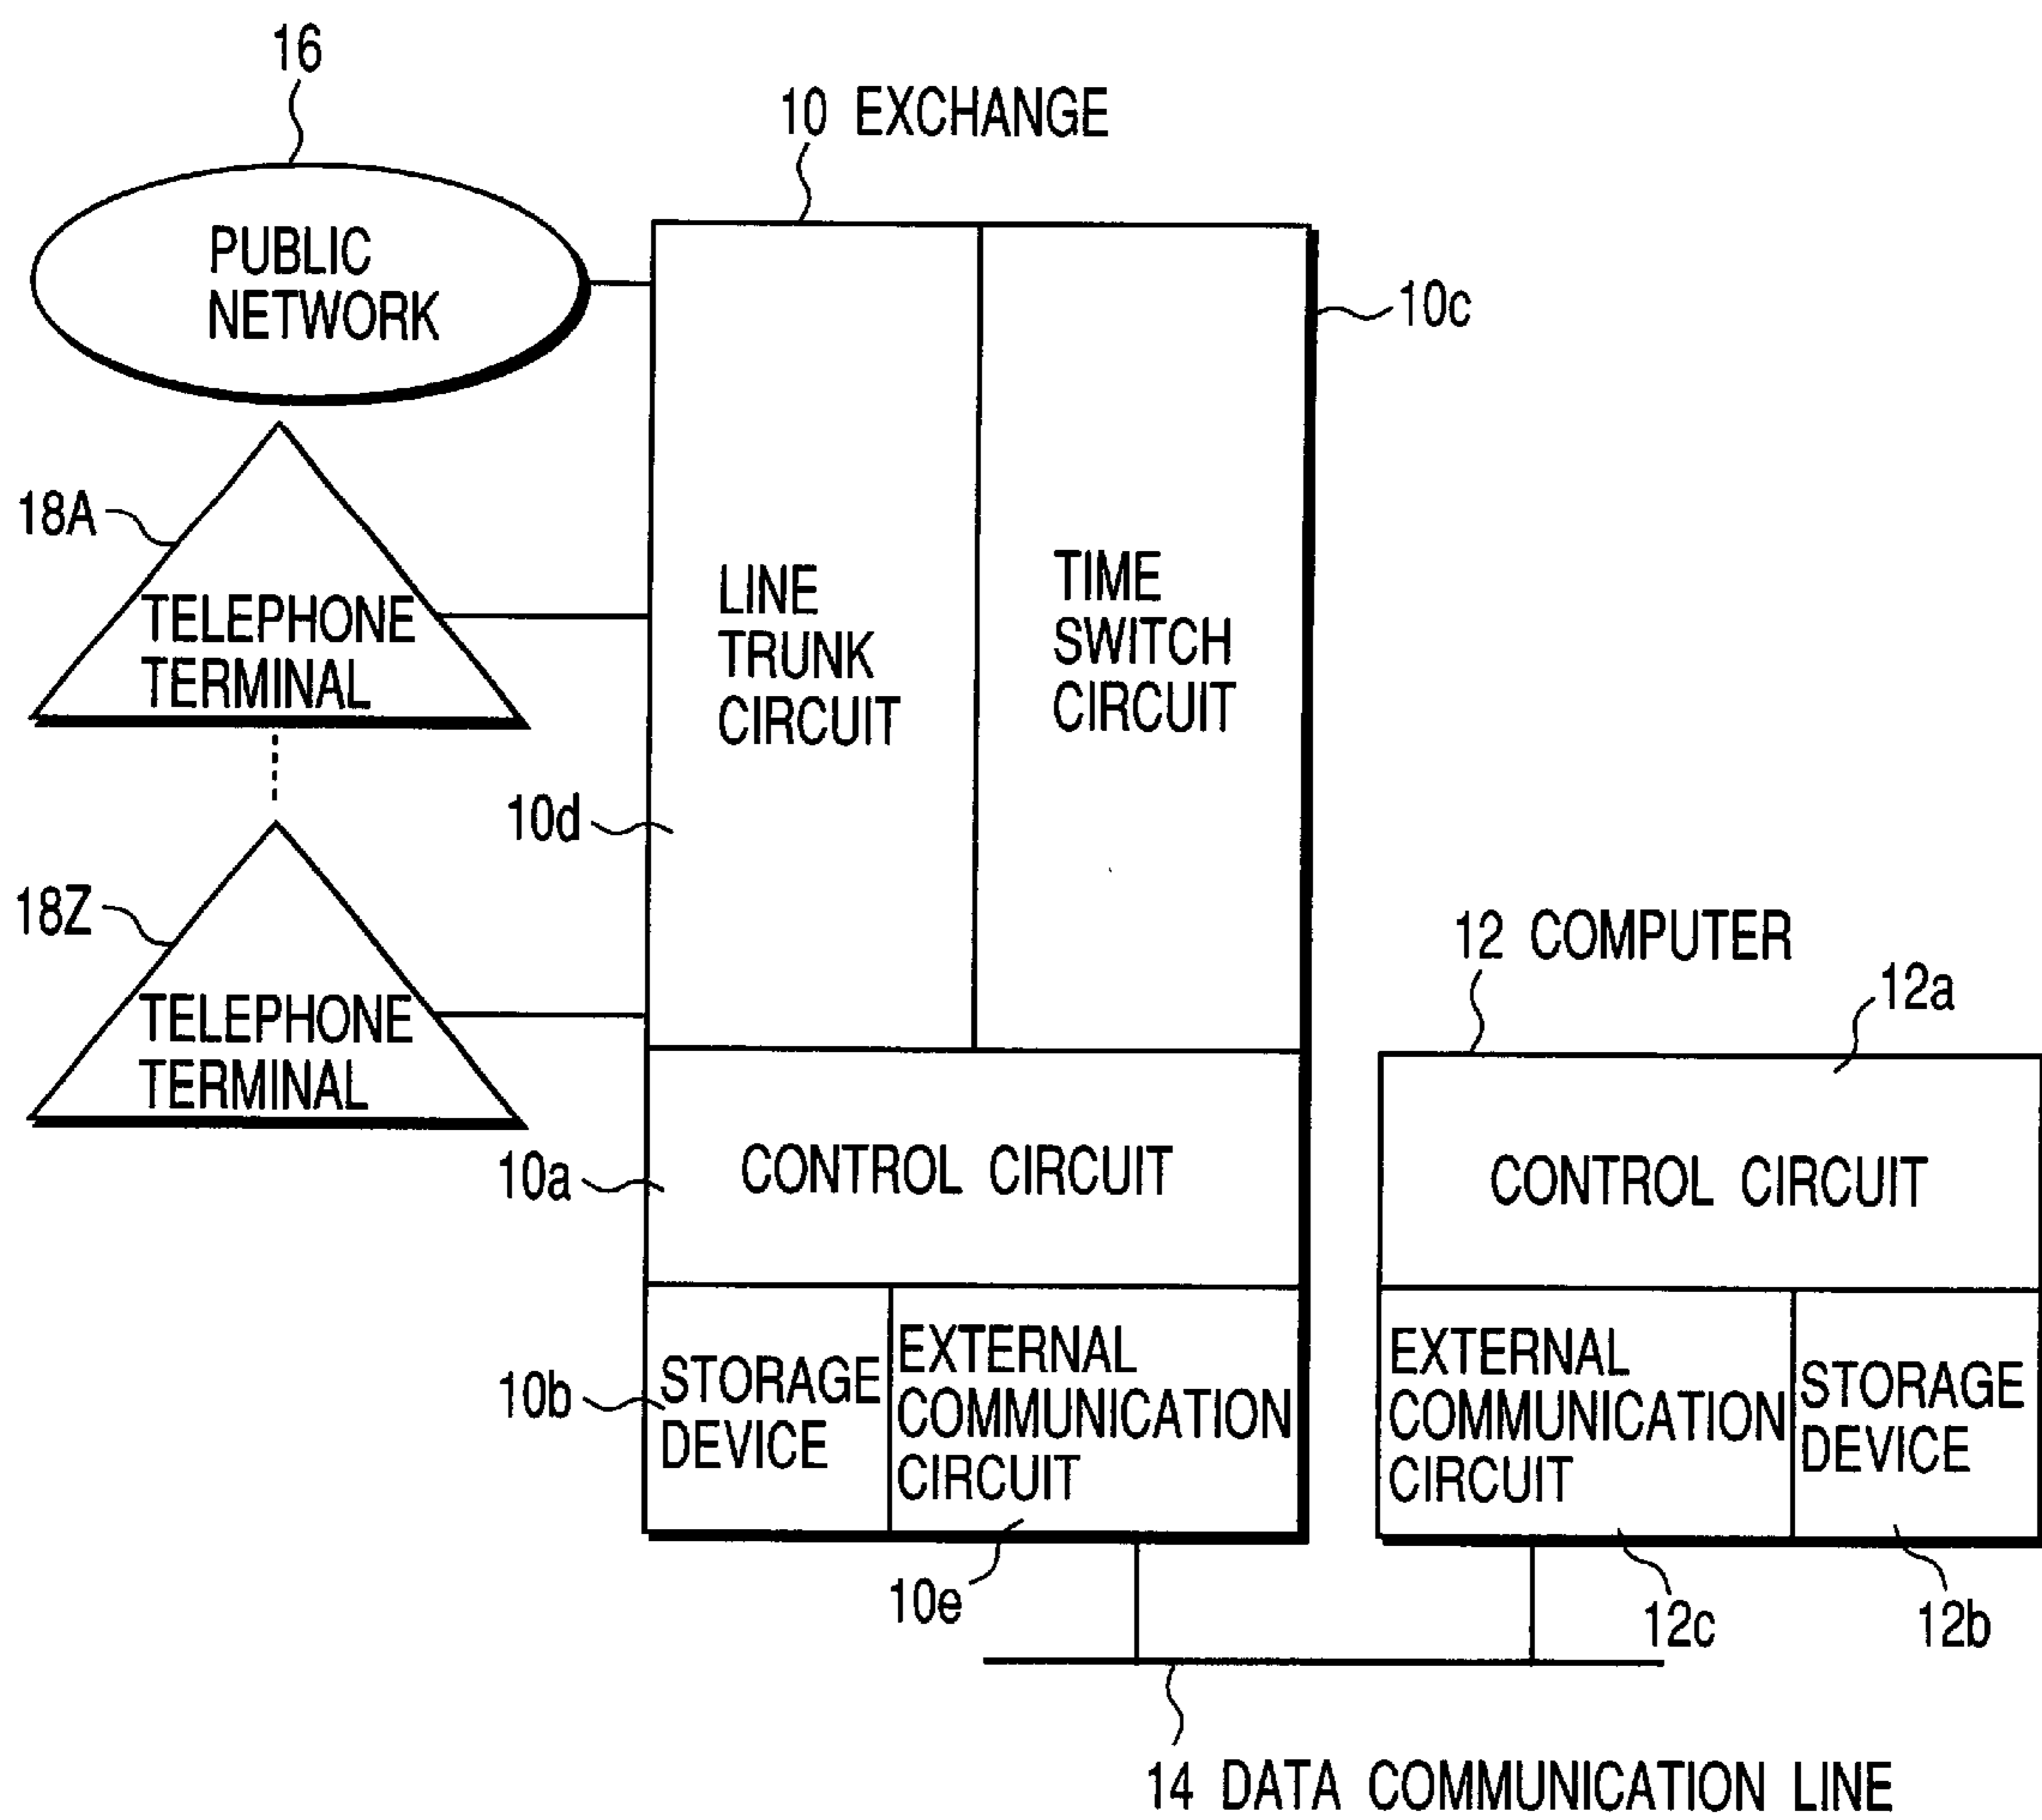 16
10 EXCHANGE
PUBLIC
NETWORK
10c
18A
TELEPHONE
TERMINAL
LINE
TRUNK
CIRCUIT
TIME
SWITCH
CIRCUIT
10d
18Z
TELEPHONE
TERMINAL
12 COMPUTER
12a
10a
CONTROL CIRCUIT
CONTROL CIRCUIT
10b
STORAGE
DEVICE
EXTERNAL
COMMUNICATION
CIRCUIT
EXTERNAL
COMMUNICATION
CIRCUIT
STORAGE
DEVICE
10e
12c
12b
14 DATA COMMUNICATION LINE